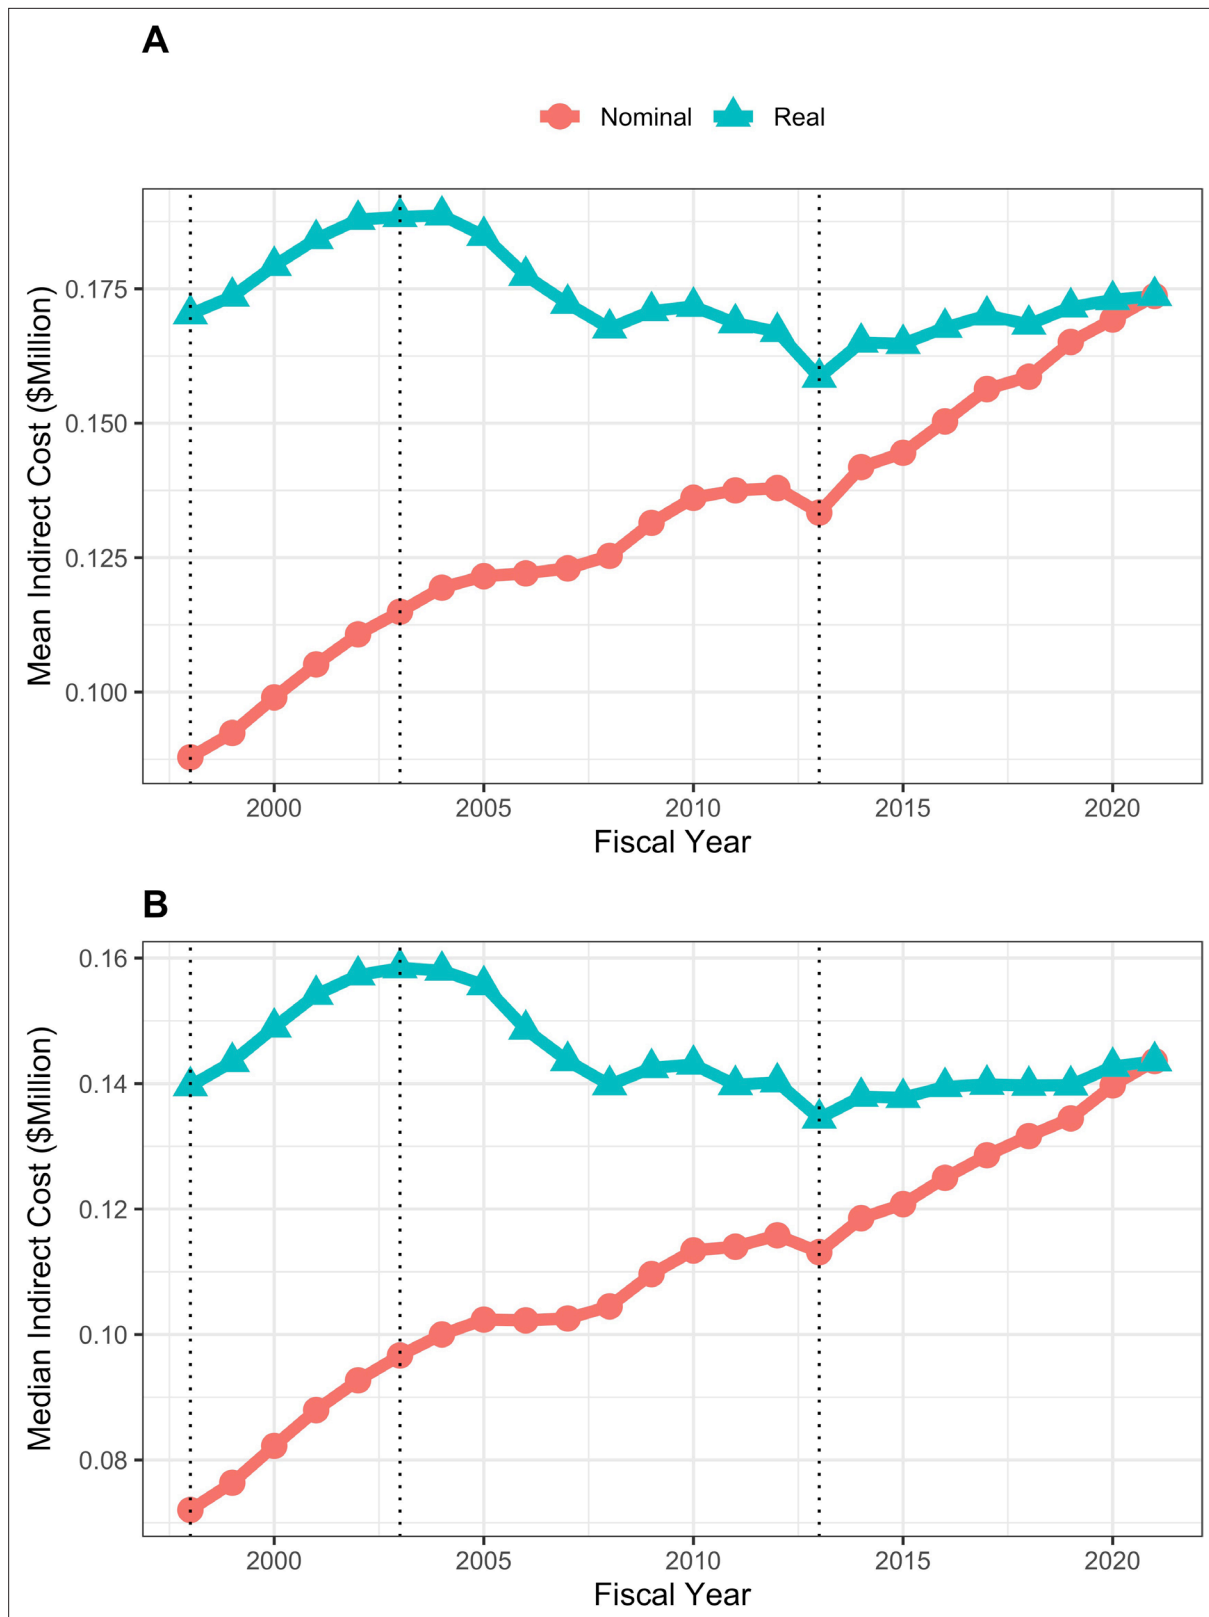 A
Nominal Real
Mean Indirect Cost ($Million)
0.175
0.150
0.125
0.100
2000 2005 2010 2015 2020
Fiscal Year
B
Median Indirect Cost ($Million)
0.16
0.14
0.12
0.10
0.08
2000 2005 2010 2015 2020
Fiscal Year